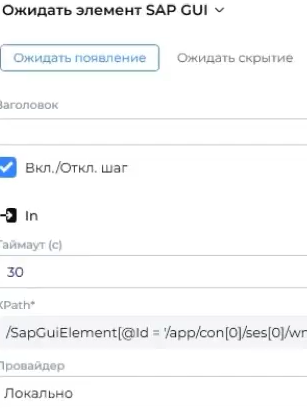 Ожидать элемент SAP GUI
Ожидать появление Ожидать скрытие
Заголовок
Вкл./Откл. шаг
In
Таймаут (с)
30
XPath*
/SapGuiElement[@Id = '/app/con[0]/ses[0]/wn
Провайдер
Локально